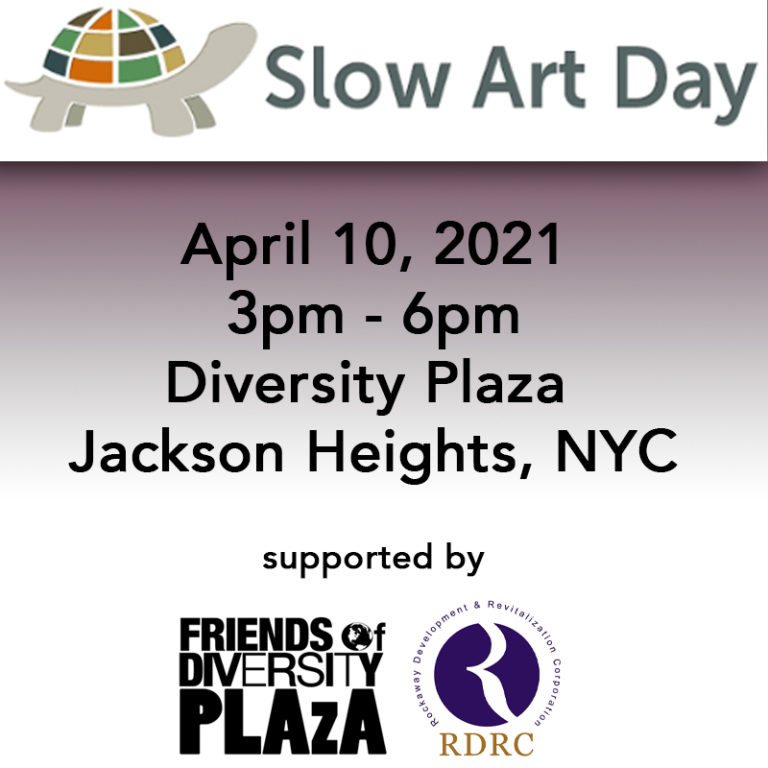 Slow Art Day
April 10, 2021
3pm - 6pm
Diversity Plaza
Jackson Heights, NYC
supported by
FRIENDS of
DIVERSITY
PLAzA
Rockaway Development & Revitalization Corporation
RDRC